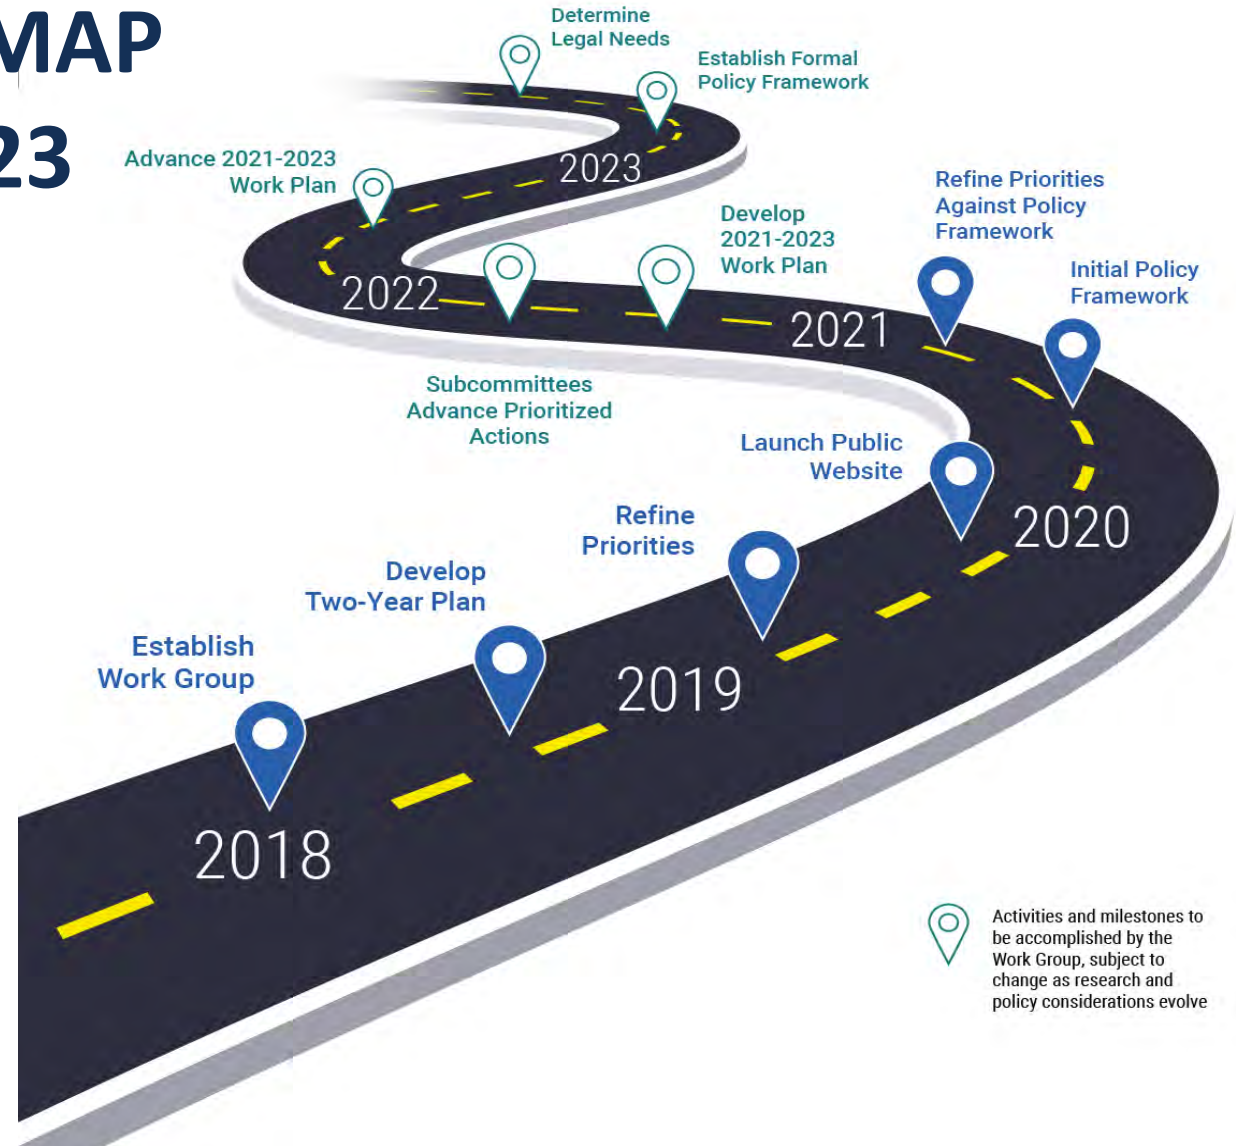 MAP
23
Determine
Legal Needs
Establish Formal
Policy Framework
Advance 2021-2023
Work Plan
2023
Refine Priorities
Against Policy
Framework
Develop
2021-2023
Work Plan
Initial Policy
Framework
2022
2021
Subcommittees
Advance Prioritized
Actions
Launch Public
Website
Refine
Priorities
2020
Develop
Two-Year Plan
Establish
Work Group
2019
2018
Activities and milestones to
be accomplished by the
Work Group, subject to
change as research and
policy considerations evolve